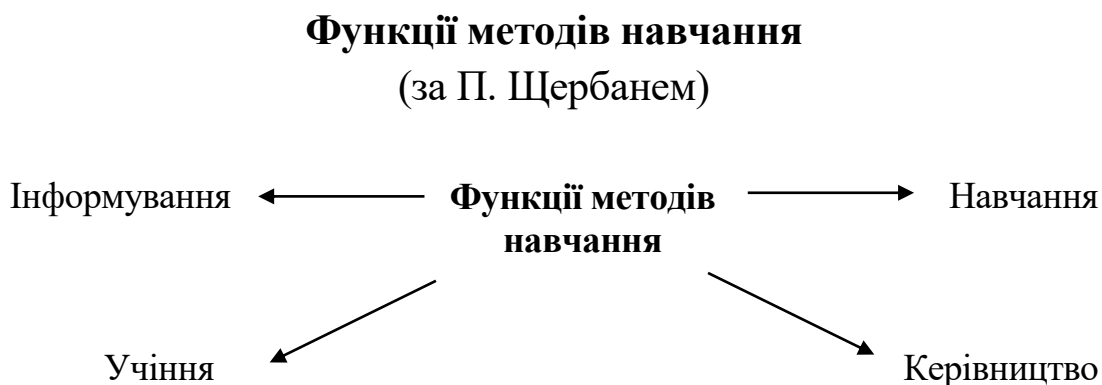 Функції методів навчання
(за П. Щербанем)
Інформування
Функції методів
навчання
Навчання
Учіння
Керівництво